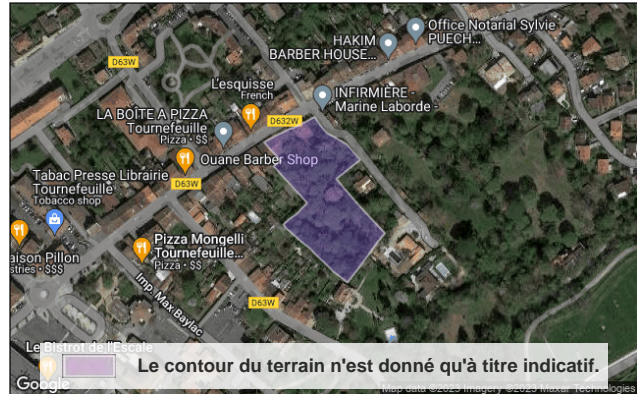 Office Notarial Sylvie
PUECH...
HAKIM
BARBER HOUSE...
D63W
L'esquisse
French
INFIRMIÈRE -
Marine Laborde -
LA BOÎTE A PIZZA
Tournefeuille
Pizza • $$
D632W
Ouane Barber Shop
Tabac Presse Librairie
Tournefeuille
Tobacco shop
D63W
aison Pillon
stries • $$$
Pizza Mongelli
Tournefeuille...
Pizza • $$
Imp. Max Baylac
D63W
Le Bistrot de l'Escale
Le contour du terrain n'est donné qu'à titre indicatif.
Google
Map data ©2023 Imagery ©2023 Maxar Technologies